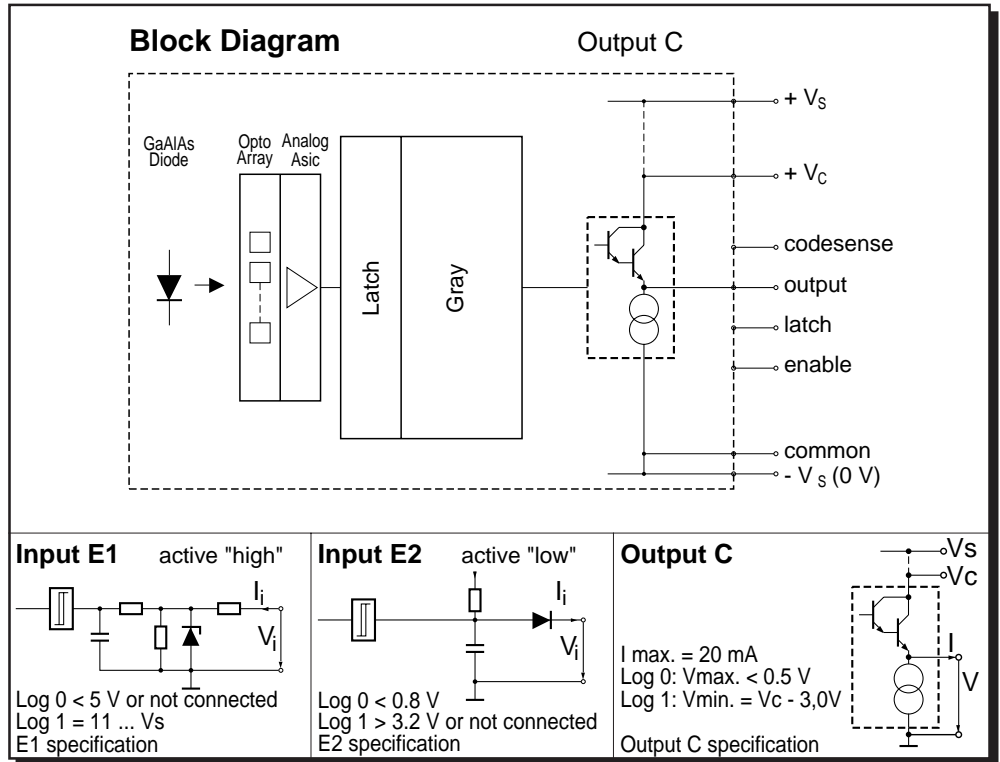 Block Diagram
Output C
GaAlAs
Diode
Opto
Array
Analog
Asic
Latch
Gray
+ VS
+ VC
codesense
output
latch
enable
common
- V S (0 V)
Input E1 active "high"
Ii
Vi
Log 0 < 5 V or not connected
Log 1 = 11 ... Vs
E1 specification
Input E2 active "low"
Ii
Vi
Log 0 < 0.8 V
Log 1 > 3.2 V or not connected
E2 specification
Output C
Vs
Vc
I
V
I max. = 20 mA
Log 0: Vmax. < 0.5 V
Log 1: Vmin. = Vc - 3,0V
Output C specification